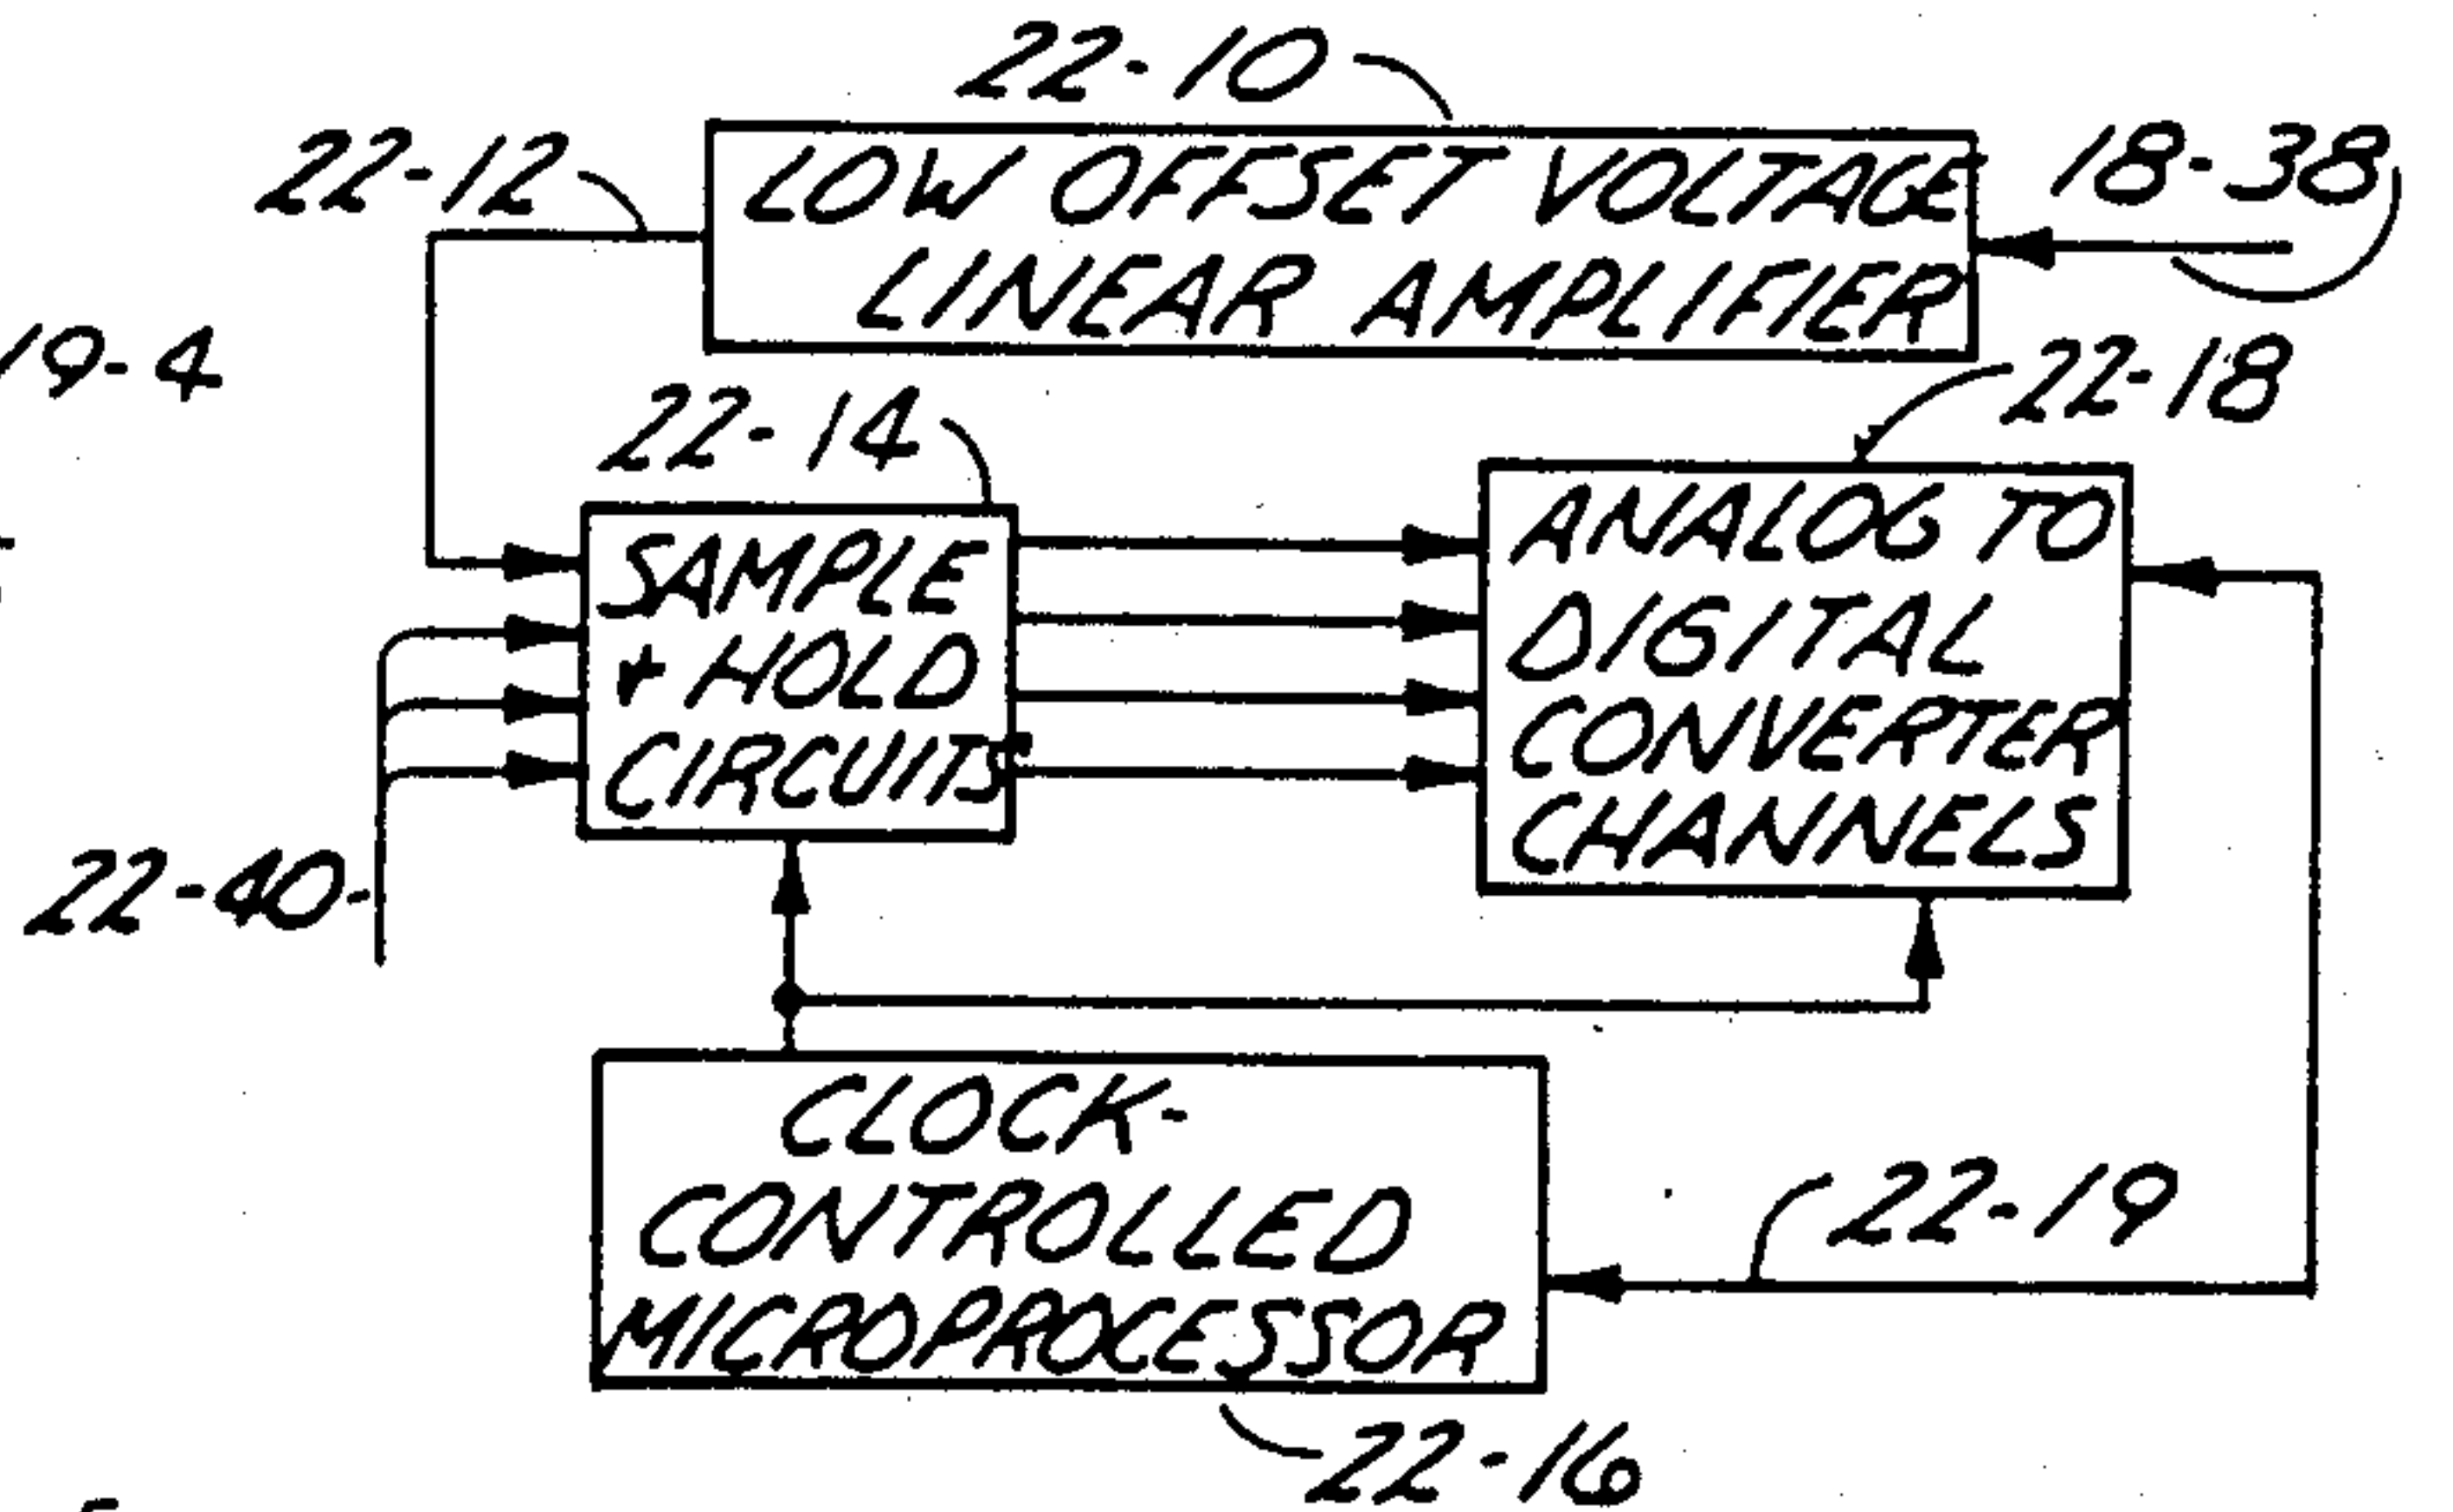 22-10
22-12
18-38
LOW OFFSET VOLTAGE
LINEAR AMPLIFIER
19-4
22-14
22-18
SAMPLE
+ HOLD
CIRCUITS
ANALOG TO
DIGITAL
CONVERTER
CHANNELS
22-40
CLOCK-
CONTROLLED
MICROPROCESSOR
22-19
22-16